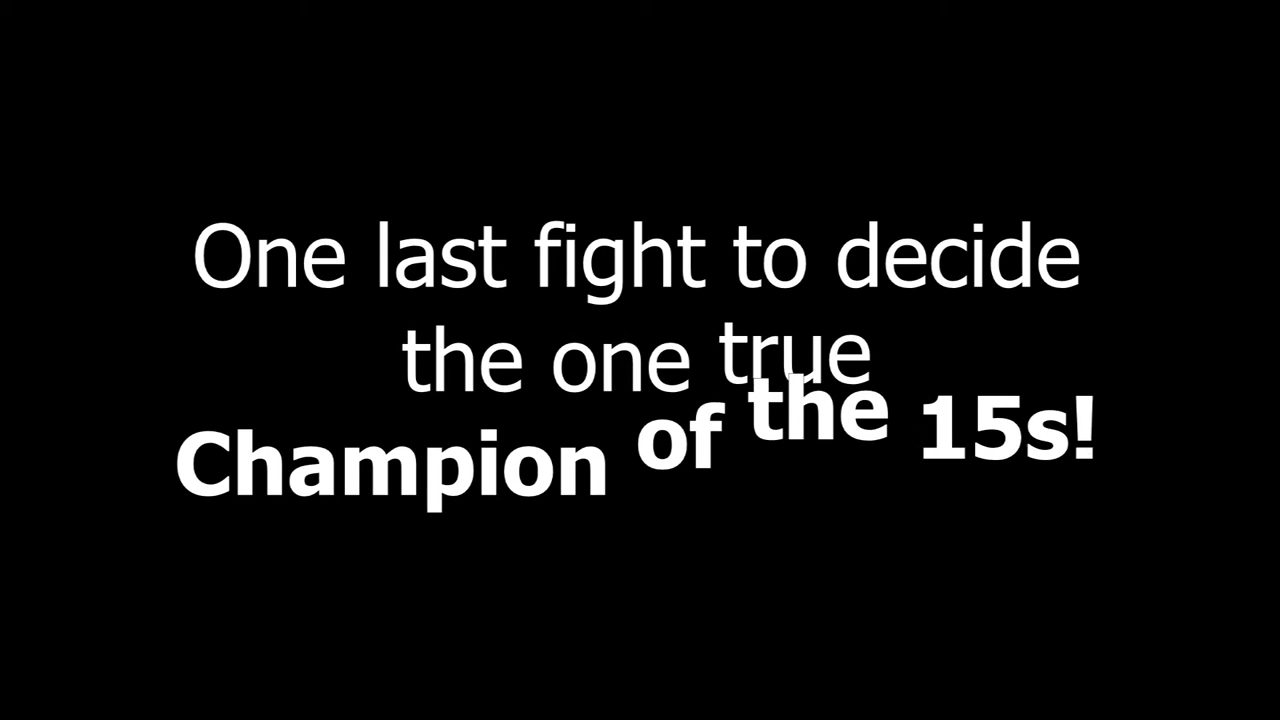 One last fight to decide
the one true
Champion of the 15s!